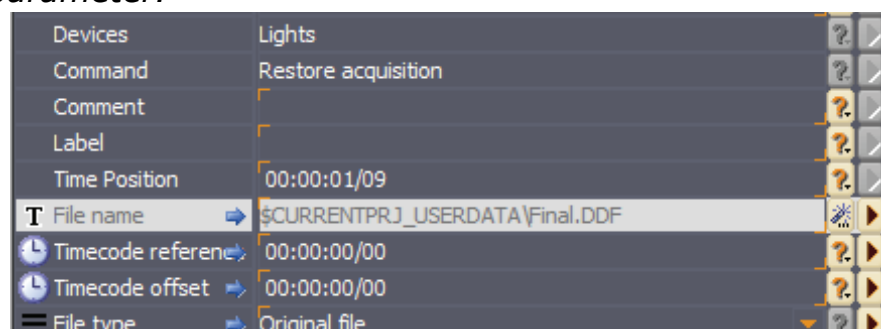 parameter:
Devices Lights
Command Restore acquisition
Comment
Label
Time Position 00:00:01/09
T File name $CURRENTPRJ_USERDATA\Final.DDF
Timecode referenc 00:00:00/00
Timecode offset 00:00:00/00
File type Original file